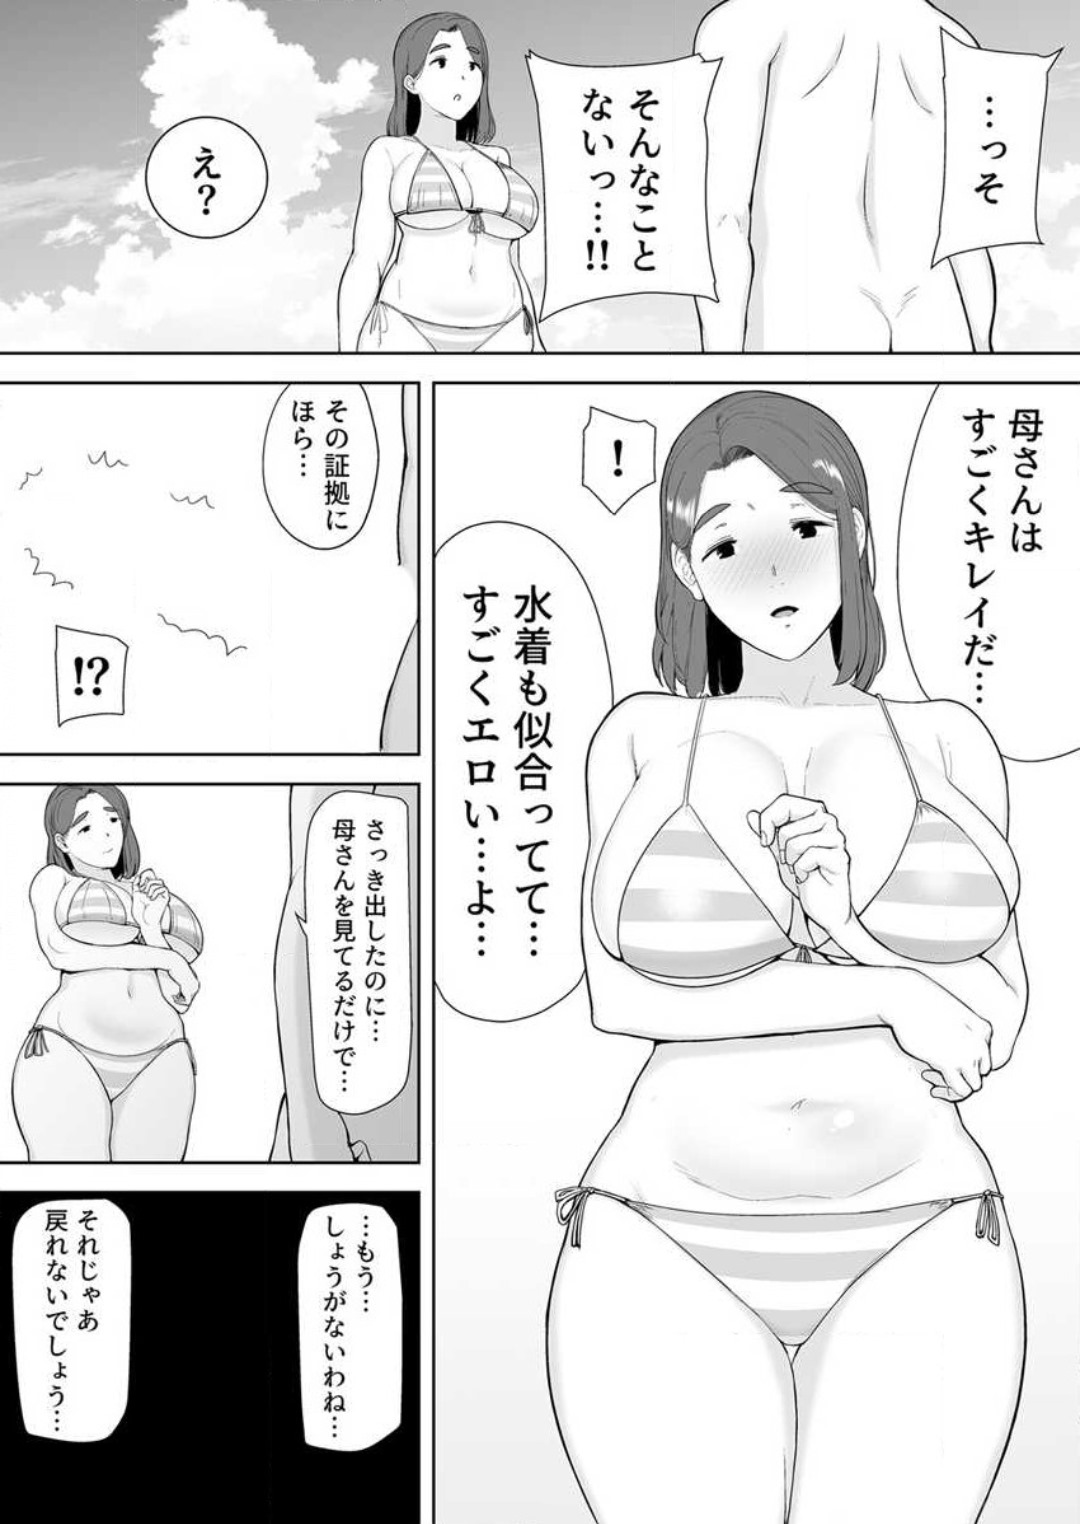 …っそ
そんなこと
ないっ…!!
え?
母さんは
すごくキレイだ…
!
水着も似合ってて…
すごくエロい…よ…
その証拠に
ほら…
!?
さっき出したのに…
母さんを見てるだけで…
…もう…
しょうがないわね…
それじゃあ
戻れないでしょう…